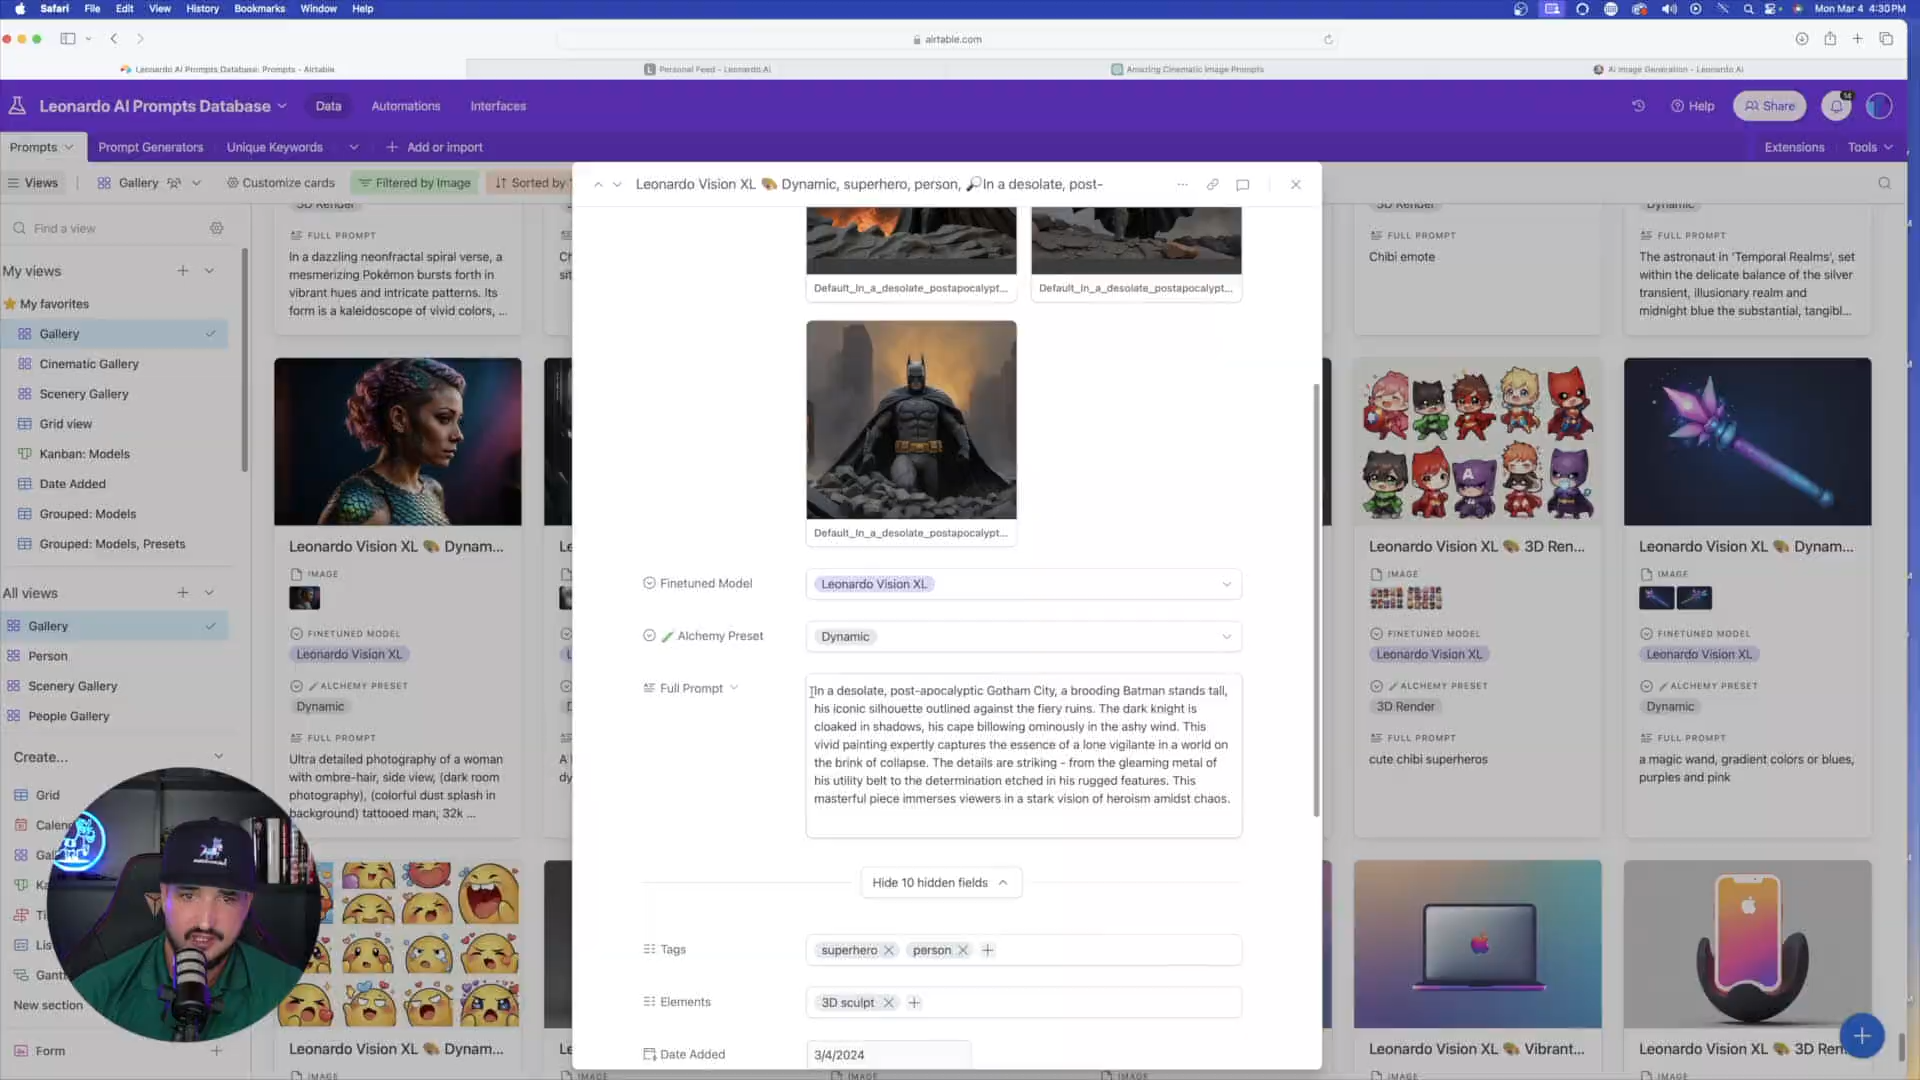 Safari File Edit View History Bookmarks Window Help
Mon Mar 4 4:30PM
airtable.com
Leonardo AI Prompts Database: Prompts - Airtable
Personal Feed - Leonardo.Ai
Amazing Cinematic Image Prompts
AI Image Generation - Leonardo.Ai
Leonardo AI Prompts Database
Data
Automations
Interfaces
Help
Share
14
Prompts
Prompt Generators
Unique Keywords
Add or import
Extensions
Tools
Views
Gallery
Customize cards
Filtered by Image
Sorted by
Find a view
My views
My favorites
Gallery
Cinematic Gallery
Scenery Gallery
Grid view
Kanban: Models
Date Added
Grouped: Models
Grouped: Models, Presets
All views
Gallery
Person
Scenery Gallery
People Gallery
Create...
Grid
Calen
Gal
Ka
Ti
Lis
Gantt
New section
Form
3D Render
FULL PROMPT
In a dazzling neonfractal spiral verse, a
mesmerizing Pokémon bursts forth in
vibrant hues and intricate patterns. Its
form is a kaleidoscope of vivid colors, ...
Leonardo Vision XL 🎨 Dynam...
IMAGE
FINETUNED MODEL
Leonardo Vision XL
ALCHEMY PRESET
Dynamic
FULL PROMPT
Ultra detailed photography of a woman
with ombre-hair, side view, (dark room
photography), (colorful dust splash in
background) tattooed man, 32k ...
Leonardo Vision XL 🎨 Dynam...
IMAGE
Leonardo Vision XL 🎨 Dynamic, superhero, person, 🔎In a desolate, post-
Default_In_a_desolate_postapocalypt...
Default_In_a_desolate_postapocalypt...
Default_In_a_desolate_postapocalypt...
Finetuned Model
Leonardo Vision XL
Alchemy Preset
Dynamic
Full Prompt
In a desolate, post-apocalyptic Gotham City, a brooding Batman stands tall,
his iconic silhouette outlined against the fiery ruins. The dark knight is
cloaked in shadows, his cape billowing ominously in the ashy wind. This
vivid painting expertly captures the essence of a lone vigilante in a world on
the brink of collapse. The details are striking - from the gleaming metal of
his utility belt to the determination etched in his rugged features. This
masterful piece immerses viewers in a stark vision of heroism amidst chaos.
Hide 10 hidden fields
Tags
superhero
person
Elements
3D sculpt
Date Added
3/4/2024
IMAGE
IMAGE
IMAGE
3D Render
FULL PROMPT
Chibi emote
Leonardo Vision XL 🎨 3D Ren...
IMAGE
FINETUNED MODEL
Leonardo Vision XL
ALCHEMY PRESET
3D Render
FULL PROMPT
cute chibi superheros
Leonardo Vision XL 🎨 Vibrant...
IMAGE
Dynamic
FULL PROMPT
The astronaut in 'Temporal Realms', set
within the delicate balance of the silver
transient, illusionary realm and
midnight blue the substantial, tangibl...
Leonardo Vision XL 🎨 Dynam...
IMAGE
FINETUNED MODEL
Leonardo Vision XL
ALCHEMY PRESET
Dynamic
FULL PROMPT
a magic wand, gradient colors or blues,
purples and pink
Leonardo Vision XL 🎨 3D Ren
IMAGE